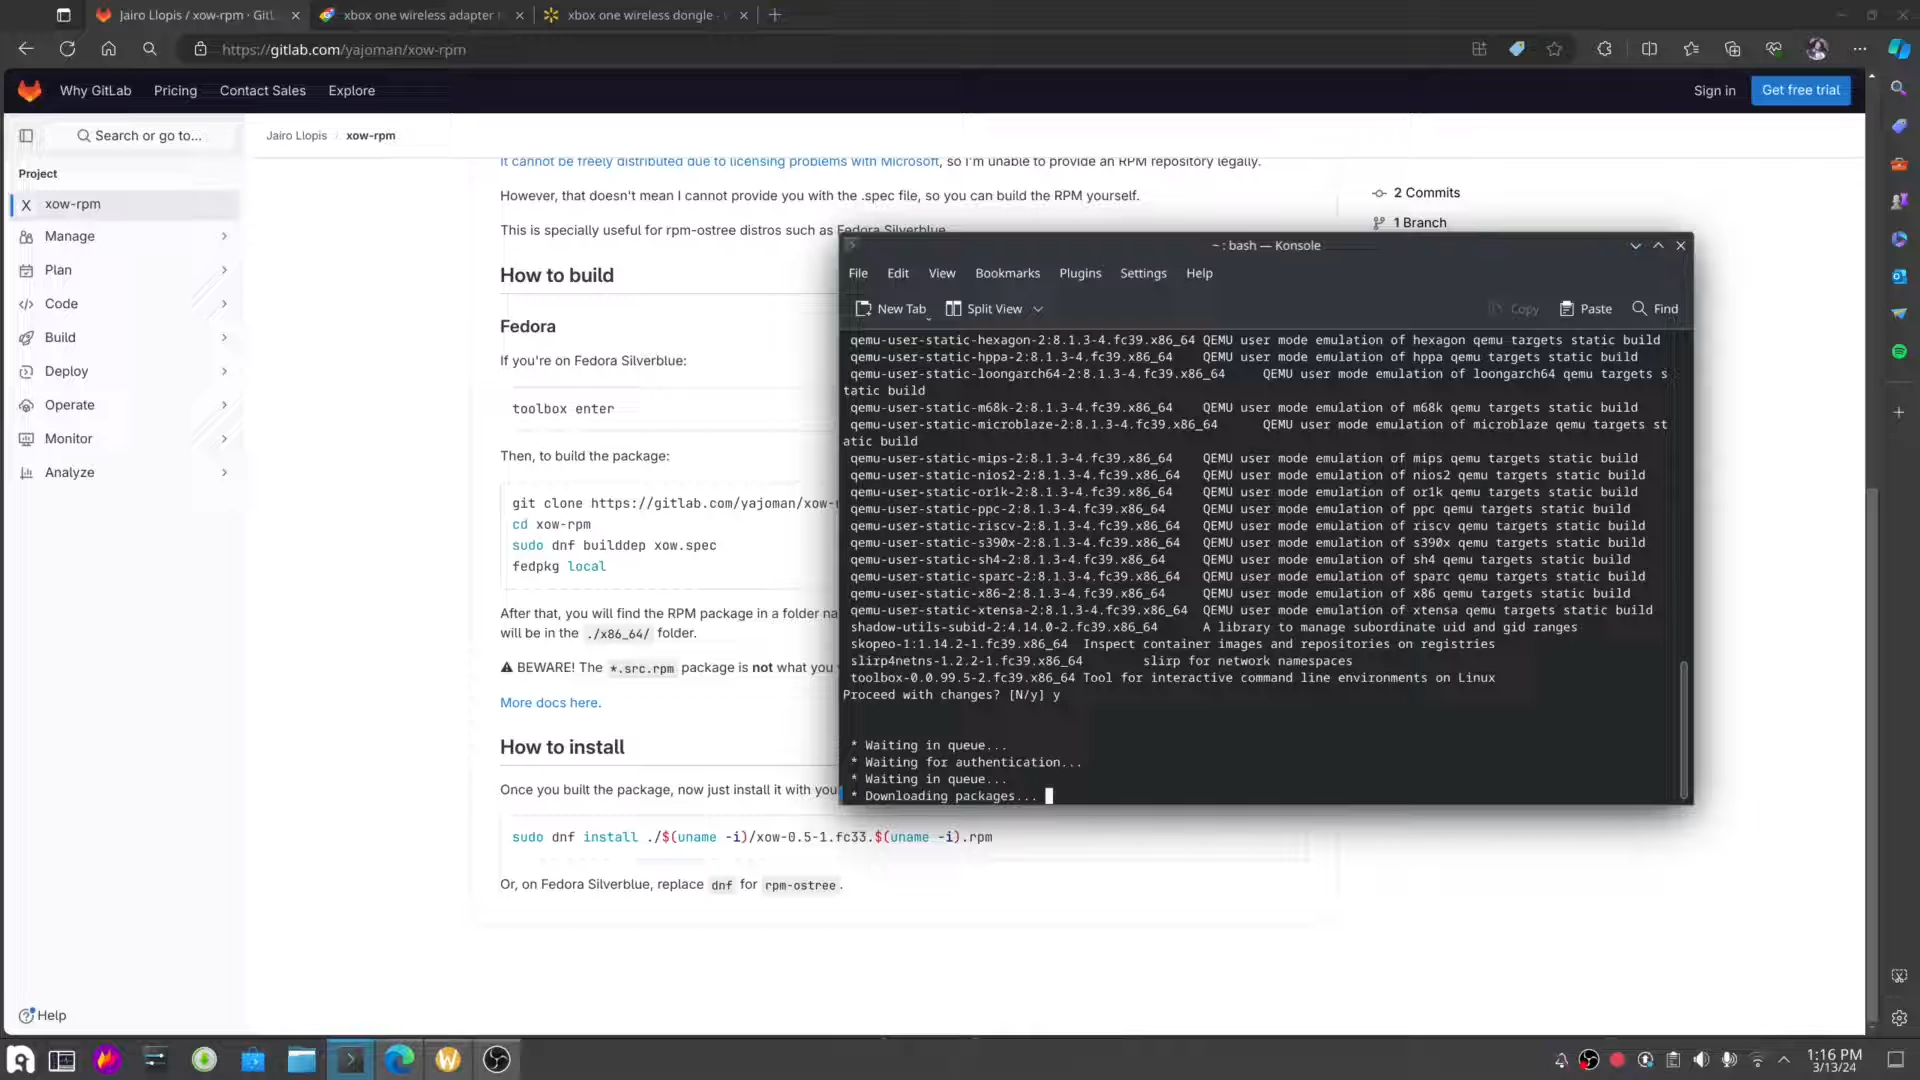 Jairo Llopis / xow-rpm · GitL
xbox one wireless adapter
xbox one wireless dongle - W
https://gitlab.com/yajoman/xow-rpm
Why GitLab
Pricing
Contact Sales
Explore
Sign in
Get free trial
Search or go to...
Jairo Llopis
xow-rpm
Project
X xow-rpm
Manage
Plan
Code
Build
Deploy
Operate
Monitor
Analyze
Help
It cannot be freely distributed due to licensing problems with Microsoft, so I'm unable to provide an RPM repository legally.
However, that doesn't mean I cannot provide you with the .spec file, so you can build the RPM yourself.
This is specially useful for rpm-ostree distros such as Fedora Silverblue
2 Commits
1 Branch
How to build
Fedora
If you're on Fedora Silverblue:
toolbox enter
Then, to build the package:
git clone https://gitlab.com/yajoman/xow-r
cd xow-rpm
sudo dnf builddep xow.spec
fedpkg local
After that, you will find the RPM package in a folder na
will be in the ./x86_64/ folder.
⚠ BEWARE! The *.src.rpm package is not what you
More docs here.
How to install
Once you built the package, now just install it with you
sudo dnf install ./$(uname -i)/xow-0.5-1.fc33.$(uname -i).rpm
Or, on Fedora Silverblue, replace dnf for rpm-ostree.
~ : bash — Konsole
File
Edit
View
Bookmarks
Plugins
Settings
Help
New Tab
Split View
Copy
Paste
Find
qemu-user-static-hexagon-2:8.1.3-4.fc39.x86_64 QEMU user mode emulation of hexagon qemu targets static build
qemu-user-static-hppa-2:8.1.3-4.fc39.x86_64 QEMU user mode emulation of hppa qemu targets static build
qemu-user-static-loongarch64-2:8.1.3-4.fc39.x86_64 QEMU user mode emulation of loongarch64 qemu targets s
tatic build
qemu-user-static-m68k-2:8.1.3-4.fc39.x86_64 QEMU user mode emulation of m68k qemu targets static build
qemu-user-static-microblaze-2:8.1.3-4.fc39.x86_64 QEMU user mode emulation of microblaze qemu targets st
atic build
qemu-user-static-mips-2:8.1.3-4.fc39.x86_64 QEMU user mode emulation of mips qemu targets static build
qemu-user-static-nios2-2:8.1.3-4.fc39.x86_64 QEMU user mode emulation of nios2 qemu targets static build
qemu-user-static-or1k-2:8.1.3-4.fc39.x86_64 QEMU user mode emulation of or1k qemu targets static build
qemu-user-static-ppc-2:8.1.3-4.fc39.x86_64 QEMU user mode emulation of ppc qemu targets static build
qemu-user-static-riscv-2:8.1.3-4.fc39.x86_64 QEMU user mode emulation of riscv qemu targets static build
qemu-user-static-s390x-2:8.1.3-4.fc39.x86_64 QEMU user mode emulation of s390x qemu targets static build
qemu-user-static-sh4-2:8.1.3-4.fc39.x86_64 QEMU user mode emulation of sh4 qemu targets static build
qemu-user-static-sparc-2:8.1.3-4.fc39.x86_64 QEMU user mode emulation of sparc qemu targets static build
qemu-user-static-x86-2:8.1.3-4.fc39.x86_64 QEMU user mode emulation of x86 qemu targets static build
qemu-user-static-xtensa-2:8.1.3-4.fc39.x86_64 QEMU user mode emulation of xtensa qemu targets static build
shadow-utils-subid-2:4.14.0-2.fc39.x86_64 A library to manage subordinate uid and gid ranges
skopeo-1:1.14.2-1.fc39.x86_64 Inspect container images and repositories on registries
slirp4netns-1.2.2-1.fc39.x86_64 slirp for network namespaces
toolbox-0.0.99.5-2.fc39.x86_64 Tool for interactive command line environments on Linux
Proceed with changes? [N/y] y
* Waiting in queue...
* Waiting for authentication...
* Waiting in queue...
* Downloading packages...
1:16 PM
3/13/24